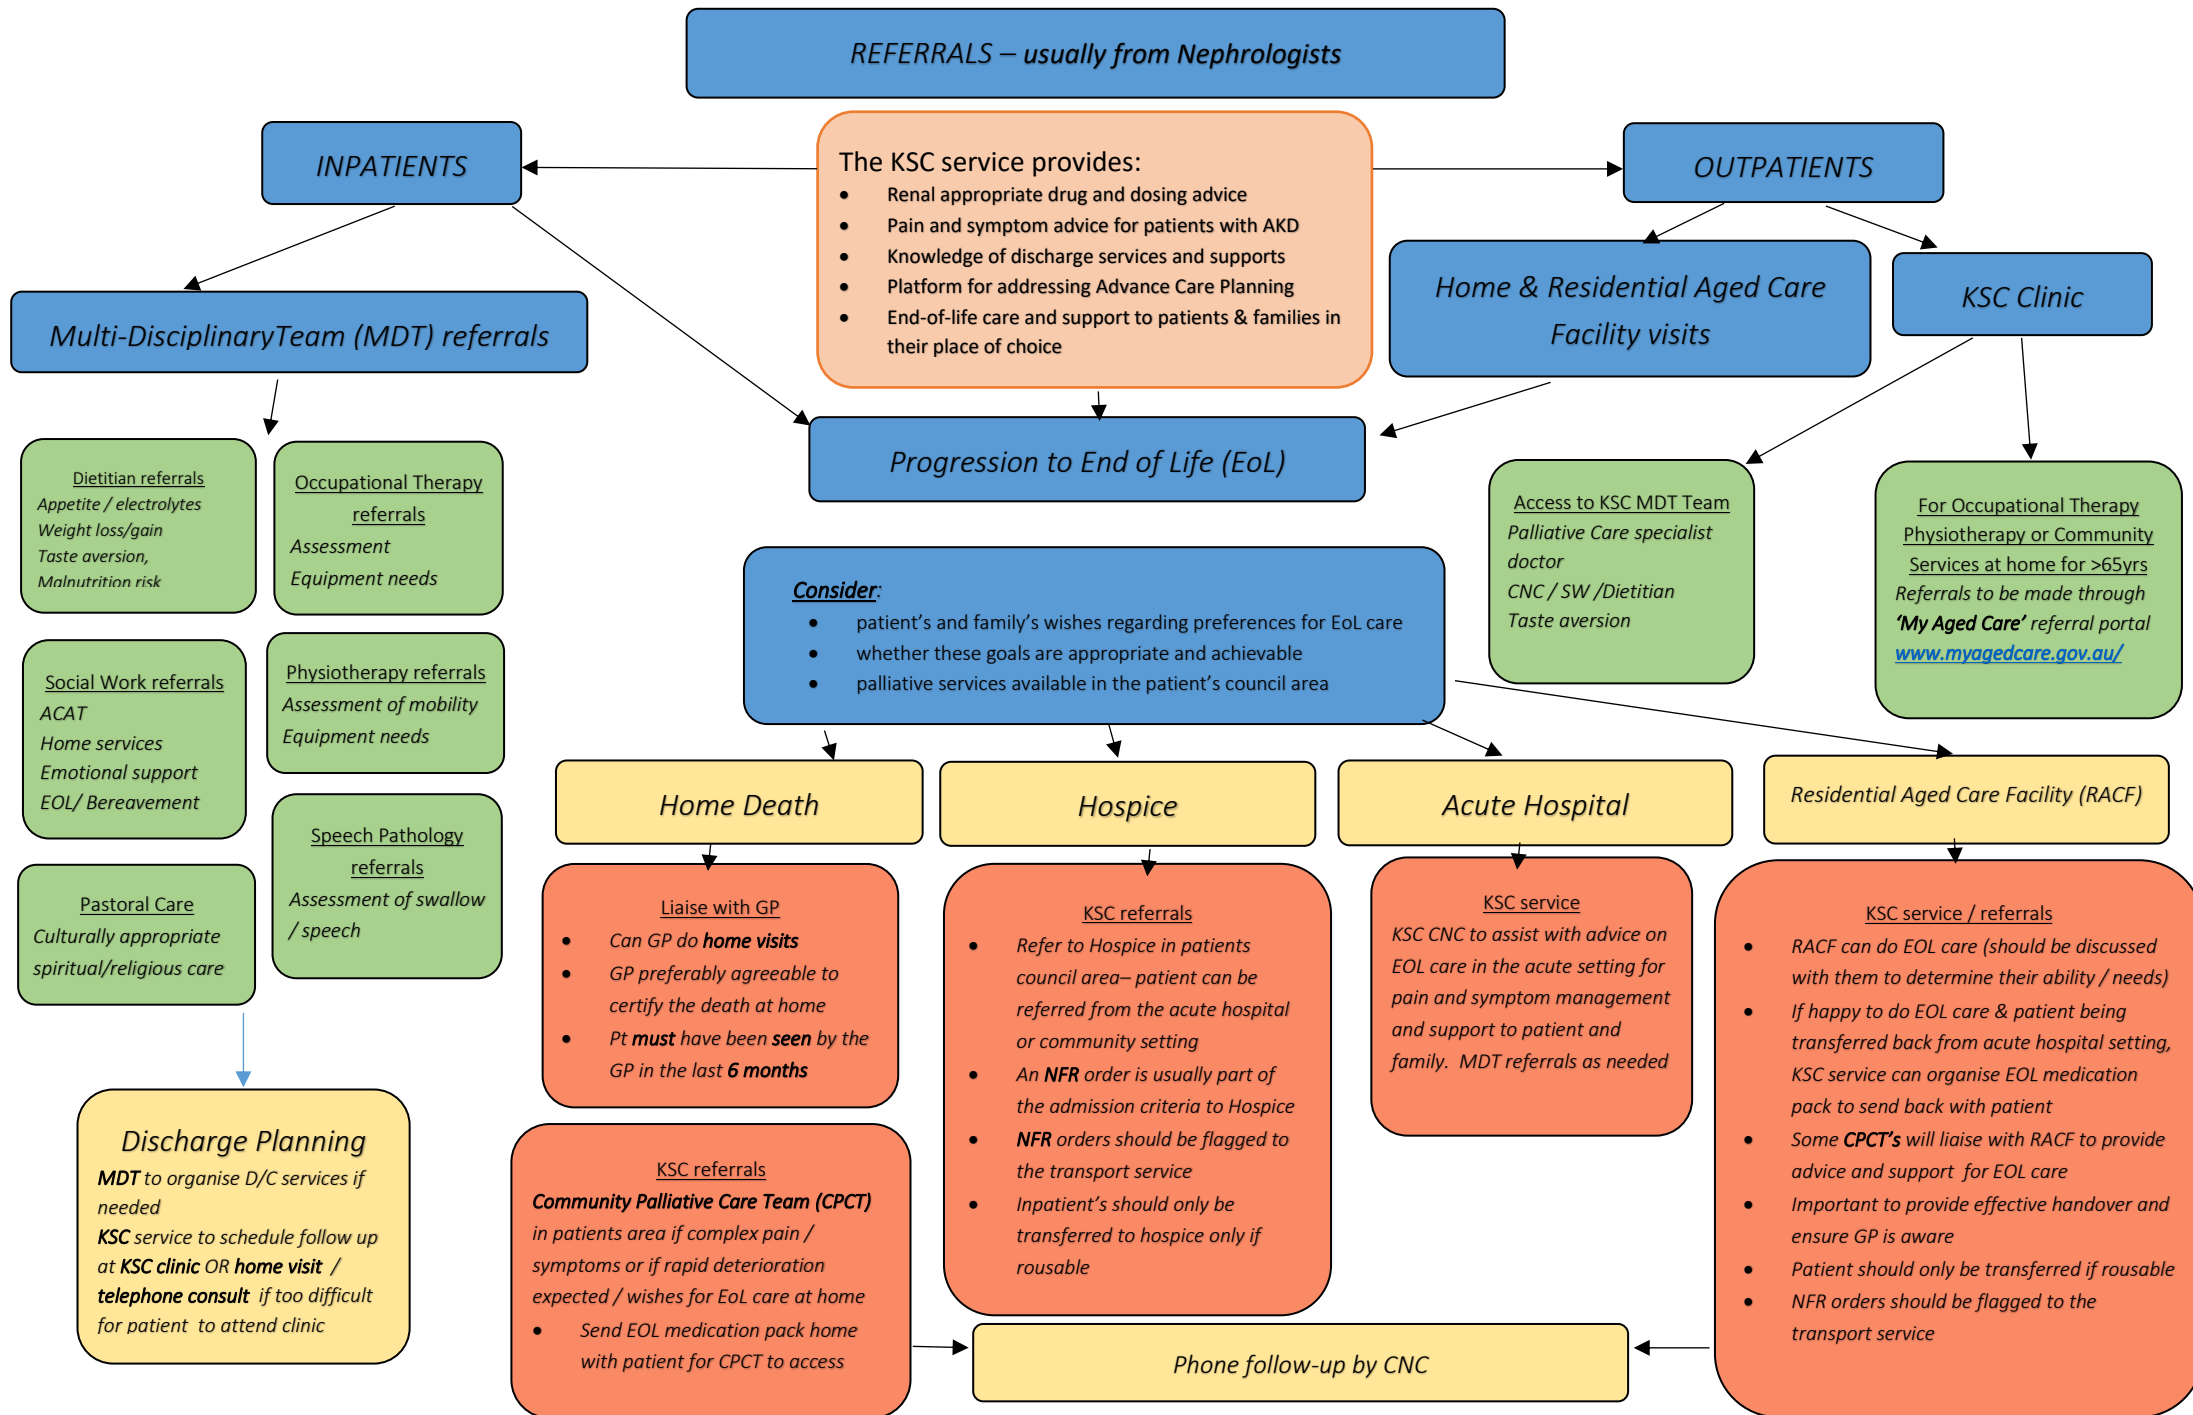 REFERRALS – usually from Nephrologists
INPATIENTS
The KSC service provides:
• Renal appropriate drug and dosing advice
• Pain and symptom advice for patients with AKD
• Knowledge of discharge services and supports
• Platform for addressing Advance Care Planning
• End-of-life care and support to patients & families in
their place of choice
OUTPATIENTS
Multi-DisciplinaryTeam (MDT) referrals
Home & Residential Aged Care
Facility visits
KSC Clinic
Progression to End of Life (EoL)
Dietitian referrals
Appetite / electrolytes
Weight loss/gain
Taste aversion,
Malnutrition risk
Occupational Therapy
referrals
Assessment
Equipment needs
Social Work referrals
ACAT
Home services
Emotional support
EOL/ Bereavement
Physiotherapy referrals
Assessment of mobility
Equipment needs
Pastoral Care
Culturally appropriate
spiritual/religious care
Speech Pathology
referrals
Assessment of swallow
/ speech
Discharge Planning
MDT to organise D/C services if
needed
KSC service to schedule follow up
at KSC clinic OR home visit /
telephone consult if too difficult
for patient to attend clinic
Access to KSC MDT Team
Palliative Care specialist
doctor
CNC / SW /Dietitian
Taste aversion
For Occupational Therapy
Physiotherapy or Community
Services at home for >65yrs
Referrals to be made through
‘My Aged Care’ referral portal
www.myagedcare.gov.au/
Consider:
• patient’s and family’s wishes regarding preferences for EoL care
• whether these goals are appropriate and achievable
• palliative services available in the patient’s council area
Home Death
Hospice
Acute Hospital
Residential Aged Care Facility (RACF)
Liaise with GP
• Can GP do home visits
• GP preferably agreeable to
certify the death at home
• Pt must have been seen by the
GP in the last 6 months
KSC referrals
Community Palliative Care Team (CPCT)
in patients area if complex pain /
symptoms or if rapid deterioration
expected / wishes for EoL care at home
• Send EOL medication pack home
with patient for CPCT to access
KSC referrals
• Refer to Hospice in patients
council area– patient can be
referred from the acute hospital
or community setting
• An NFR order is usually part of
the admission criteria to Hospice
• NFR orders should be flagged to
the transport service
• Inpatient’s should only be
transferred to hospice only if
rousable
KSC service
KSC CNC to assist with advice on
EOL care in the acute setting for
pain and symptom management
and support to patient and
family. MDT referrals as needed
KSC service / referrals
• RACF can do EOL care (should be discussed
with them to determine their ability / needs)
• If happy to do EOL care & patient being
transferred back from acute hospital setting,
KSC service can organise EOL medication
pack to send back with patient
• Some CPCT’s will liaise with RACF to provide
advice and support for EOL care
• Important to provide effective handover and
ensure GP is aware
• Patient should only be transferred if rousable
• NFR orders should be flagged to the
transport service
Phone follow-up by CNC